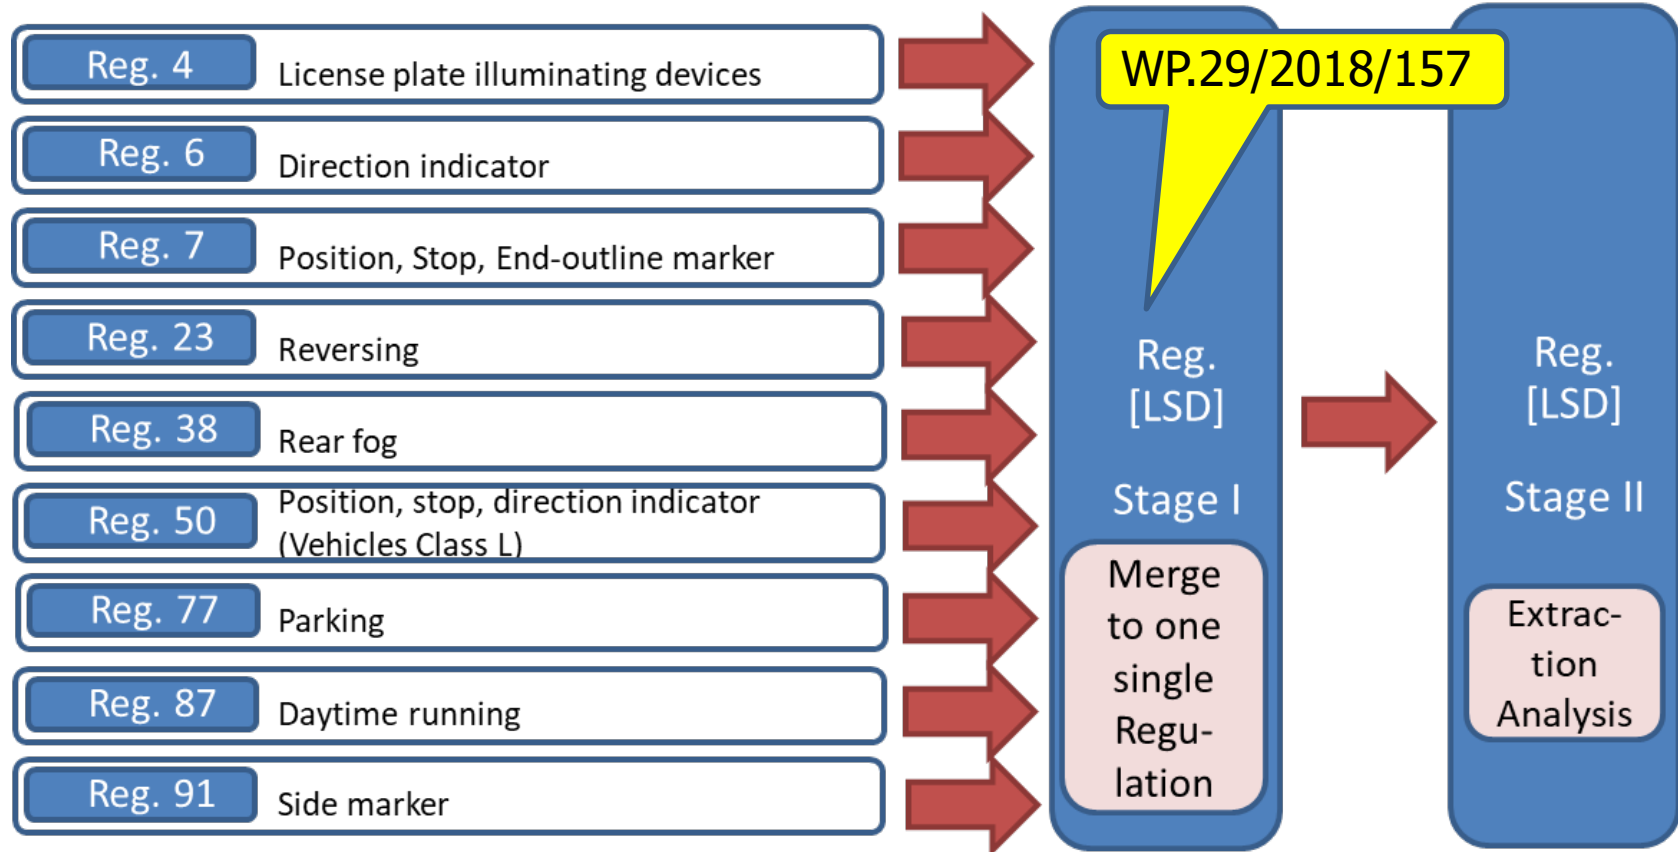 Reg. 4
License plate illuminating devices
Reg. 6
Direction indicator
Reg. 7
Position, Stop, End-outline marker
Reg. 23
Reversing
Reg. 38
Rear fog
Reg. 50
Position, stop, direction indicator
(Vehicles Class L)
Reg. 77
Parking
Reg. 87
Daytime running
Reg. 91
Side marker
WP.29/2018/157
Reg.
[LSD]
Stage I
Merge
to one
single
Regu-
lation
Reg.
[LSD]
Stage II
Extrac-
tion
Analysis